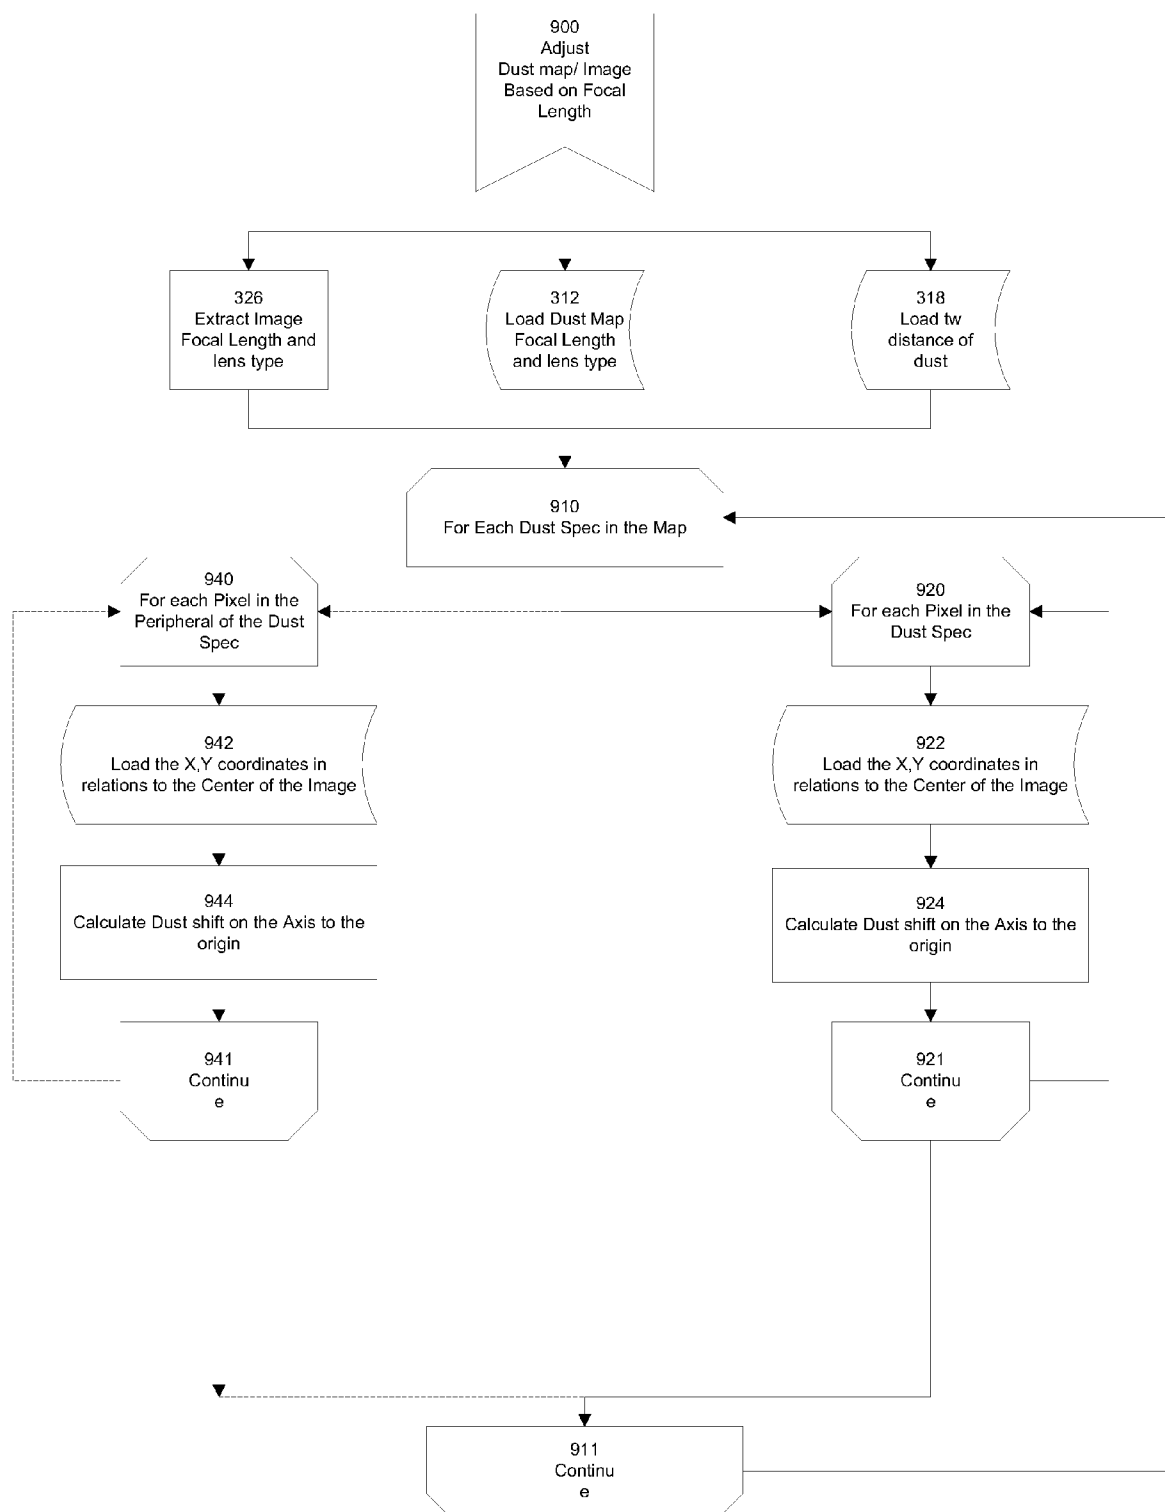 900
Adjust
Dust map/ Image
Based on Focal
Length
326
Extract Image
Focal Length and
lens type
312
Load Dust Map
Focal Length
and lens type
318
Load tw
distance of
dust
910
For Each Dust Spec in the Map
940
For each Pixel in the
Peripheral of the Dust
Spec
920
For each Pixel in the
Dust Spec
942
Load the X,Y coordinates in
relations to the Center of the Image
922
Load the X,Y coordinates in
relations to the Center of the Image
944
Calculate Dust shift on the Axis to the
origin
924
Calculate Dust shift on the Axis to the
origin
941
Continu
e
921
Continu
e
911
Continu
e